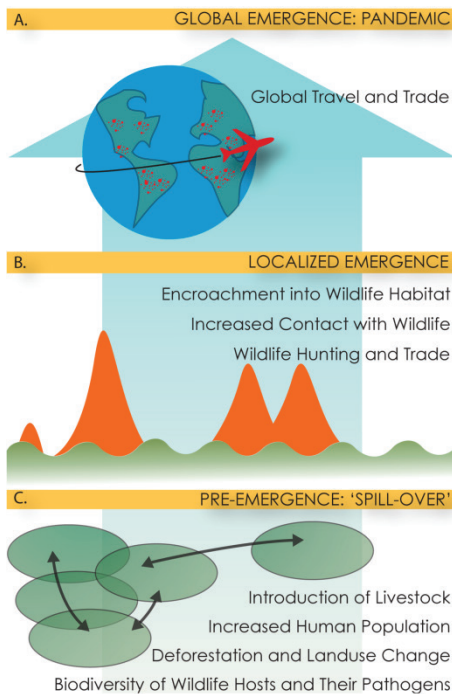 A.
GLOBAL EMERGENCE: PANDEMIC
Global Travel and Trade
B.
LOCALIZED EMERGENCE
Encroachment into Wildlife Habitat
Increased Contact with Wildlife
Wildlife Hunting and Trade
C.
PRE-EMERGENCE: 'SPILL-OVER'
Introduction of Livestock
Increased Human Population
Deforestation and Landuse Change
Biodiversity of Wildlife Hosts and Their Pathogens